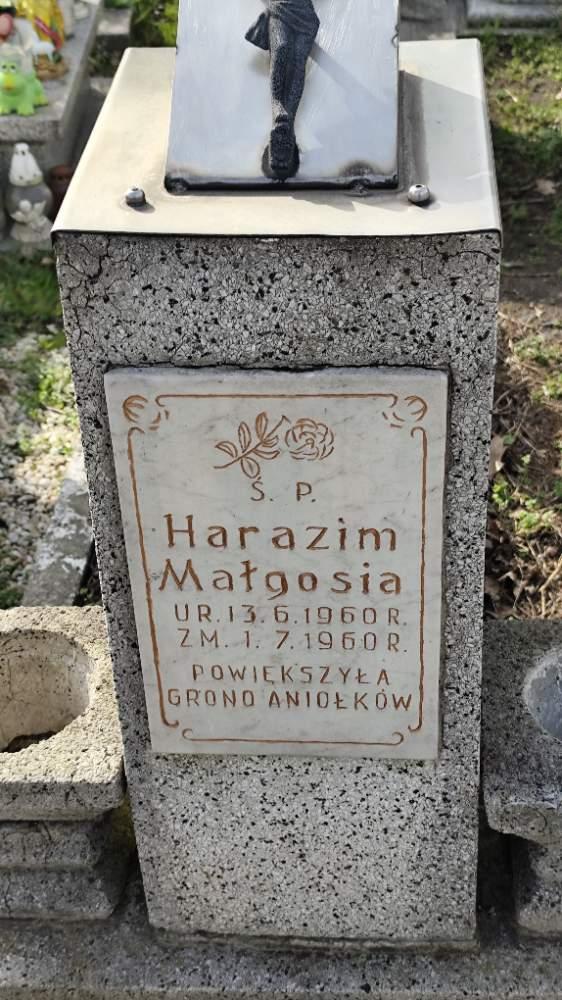 Ś. P.
Harazim
Małgosia
UR. 13.6.1960 R.
ZM. 1.7.1960 R.
POWIĘKSZYŁA
GRONO ANIOŁKÓW